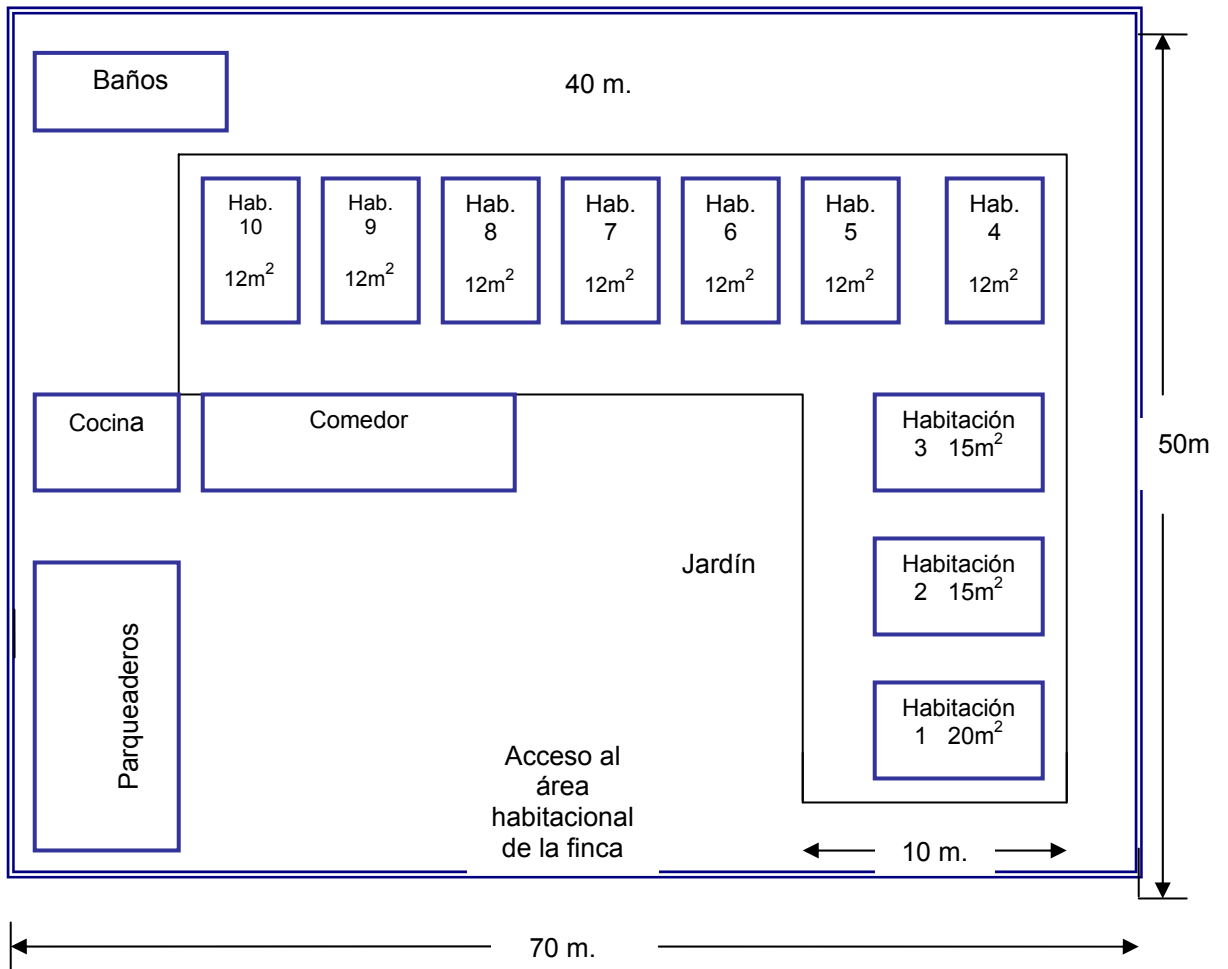 Baños
40 m.
Hab.
10
12m²
Hab.
9
12m²
Hab.
8
12m²
Hab.
7
12m²
Hab.
6
12m²
Hab.
5
12m²
Hab.
4
12m²
Cocina
Comedor
Habitación
3 15m²
50m
Jardín
Habitación
2 15m²
Parqueaderos
Habitación
1 20m²
Acceso al
área
habitacional
de la finca
10 m.
70 m.